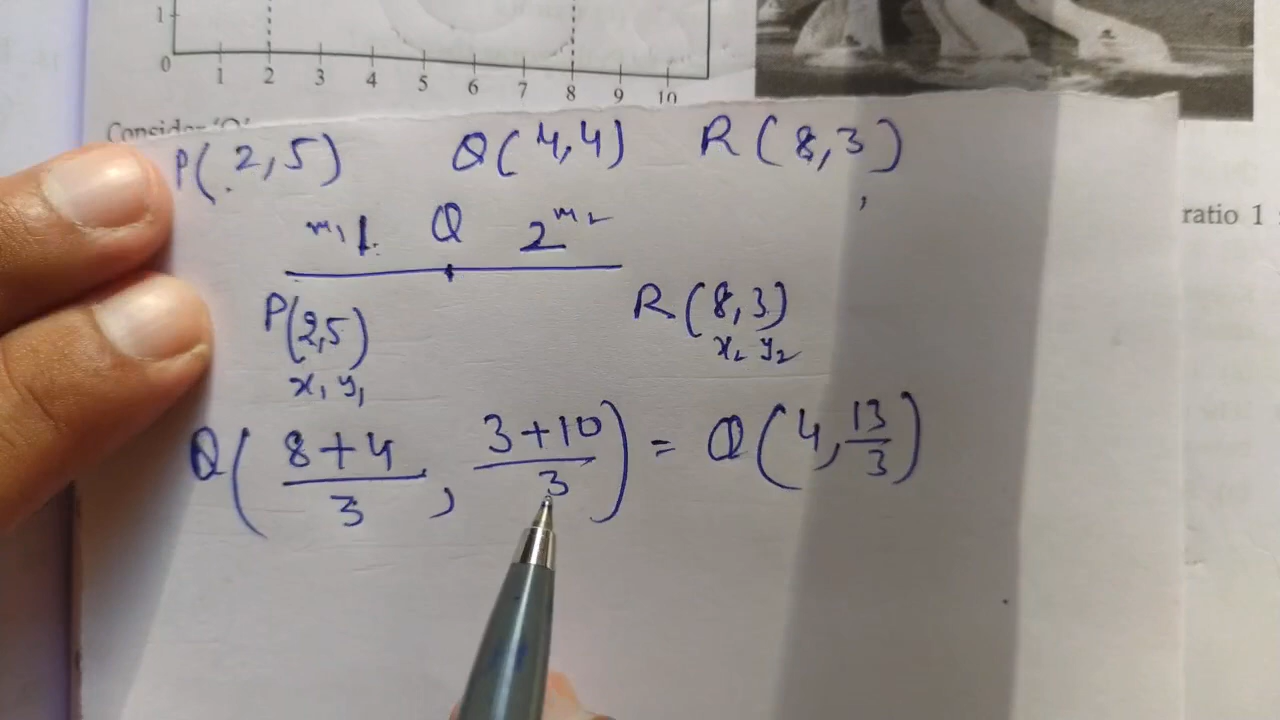 1
0 1 2 3 4 5 6 7 8 9 10
Consider 'Q'
ratio 1
P(2,5) Q(4,4) R(8,3)
m₁ 1 Q 2 m₂
P(2,5) R(8,3)
x₁ y₁ x₂ y₂
Q(8+4/3, 3+10/3) = Q(4, 13/3)